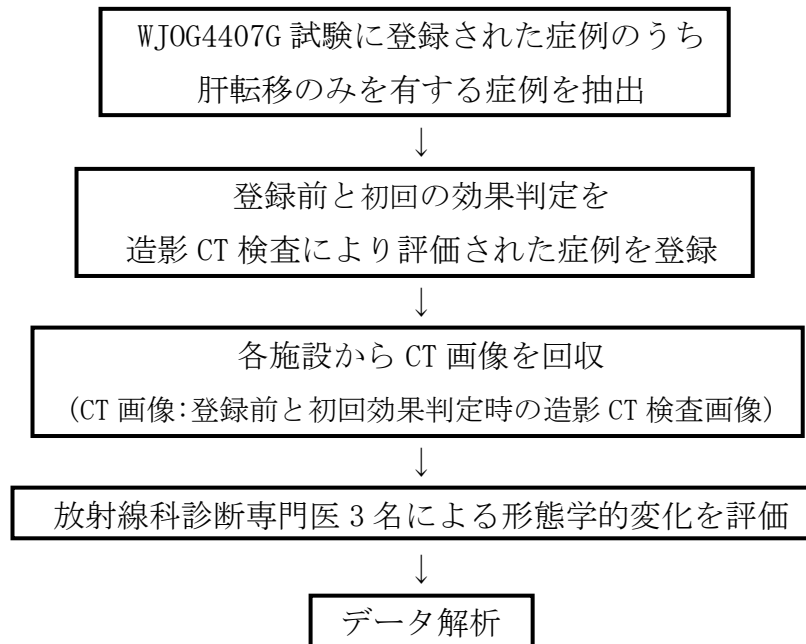 WJOG4407G 試験に登録された症例のうち
肝転移のみを有する症例を抽出
↓
登録前と初回の効果判定を
造影 CT 検査により評価された症例を登録
↓
各施設から CT 画像を回収
(CT 画像:登録前と初回効果判定時の造影 CT 検査画像)
↓
放射線科診断専門医 3 名による形態学的変化を評価
↓
データ解析